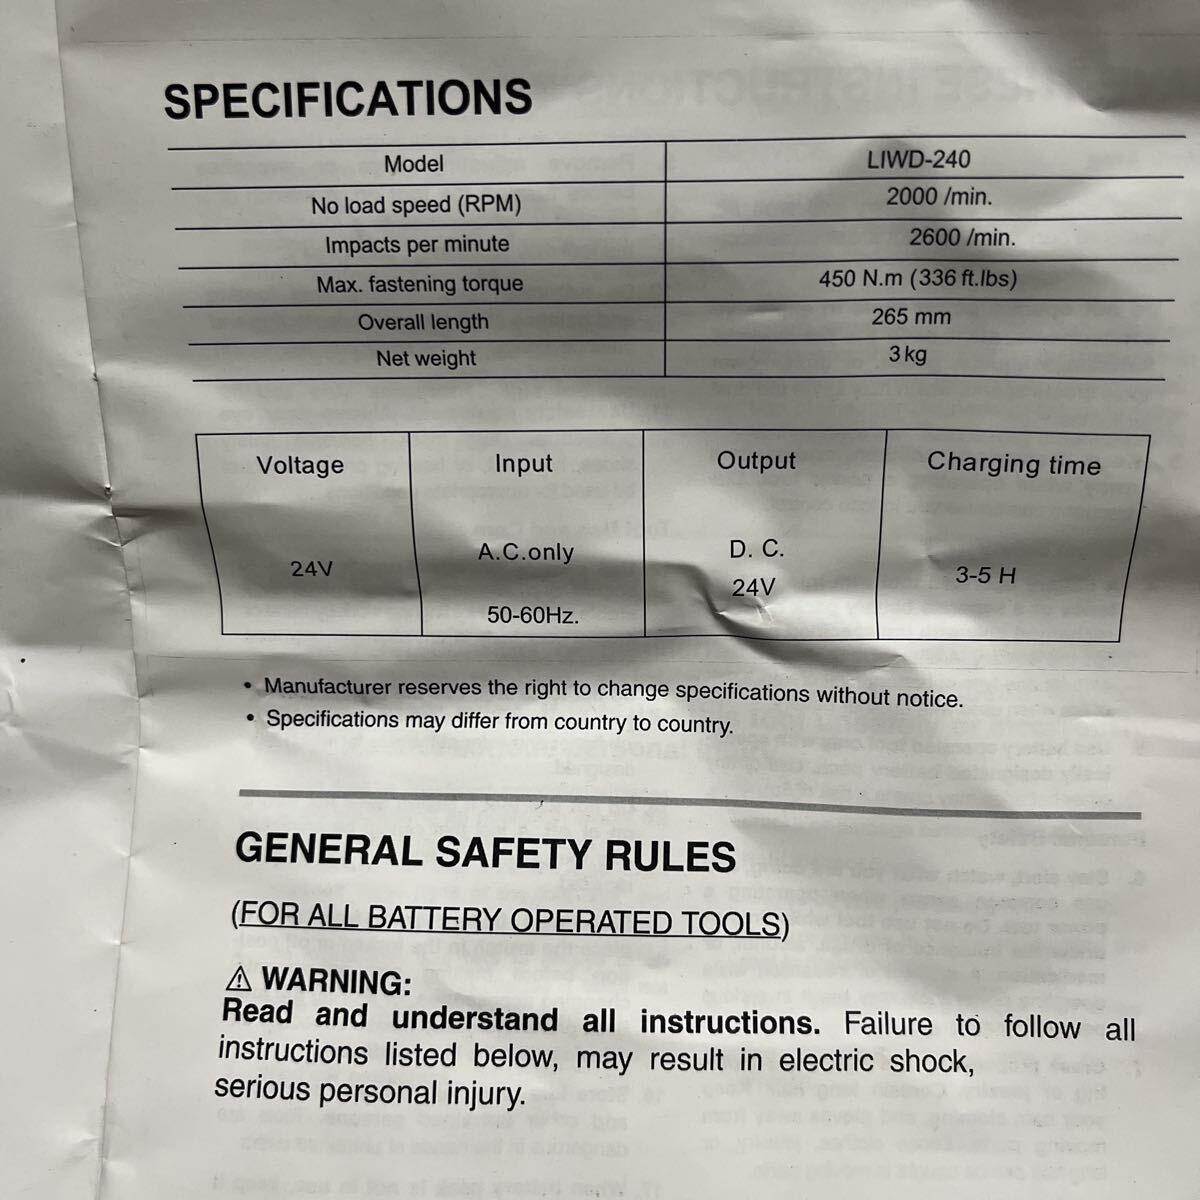 SPECIFICATIONS
Model LIWD-240
No load speed (RPM) 2000 /min.
Impacts per minute 2600 /min.
Max. fastening torque 450 N.m (336 ft.lbs)
Overall length 265 mm
Net weight 3 kg
Voltage Input Output Charging time
24V A.C.only 50-60Hz. D. C. 24V 3-5 H
• Manufacturer reserves the right to change specifications without notice.
• Specifications may differ from country to country.
GENERAL SAFETY RULES
(FOR ALL BATTERY OPERATED TOOLS)
⚠ WARNING:
Read and understand all instructions. Failure to follow all
instructions listed below, may result in electric shock,
serious personal injury.